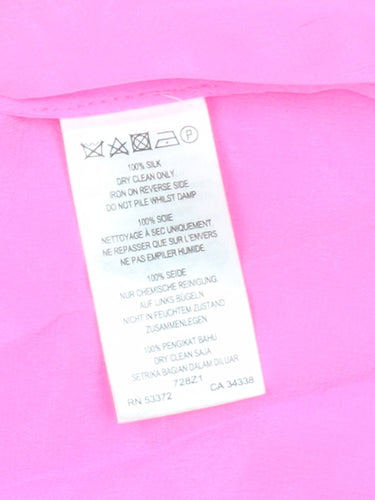 P
100% SILK
DRY CLEAN ONLY
IRON ON REVERSE SIDE
DO NOT PILE WHILST DAMP
100% SOIE
NETTOYAGE À SEC UNIQUEMENT.
NE REPASSER QUE SUR L'ENVERS
NE PAS EMPILER HUMIDE.
100% SEIDE
NUR CHEMISCHE REINIGUNG.
AUF LINKS BÜGELN
NICHT IN FEUCHTEM ZUSTAND
ZUSAMMENLEGEN
100% PENGIKAT BAHU
DRY CLEAN SAJA
SETRIKA BAGIAN DALAM DILUAR
728Z1
RN 53372 CA 34338